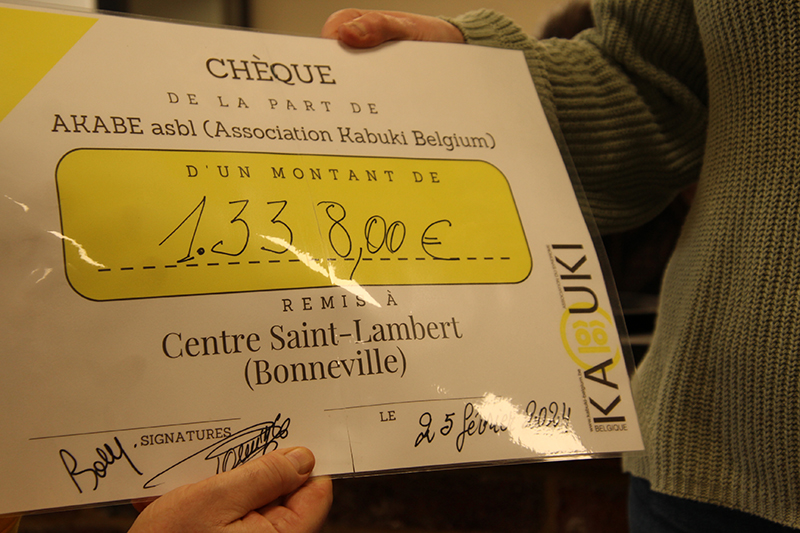 CHÈQUE
DE LA PART DE
AKABE asbl (Association Kabuki Belgium)
D'UN MONTANT DE
1.338,00 €
REMIS À
Centre Saint-Lambert
(Bonneville)
SIGNATURES
LE 25 février 2024
KABUKI
BELGIQUE